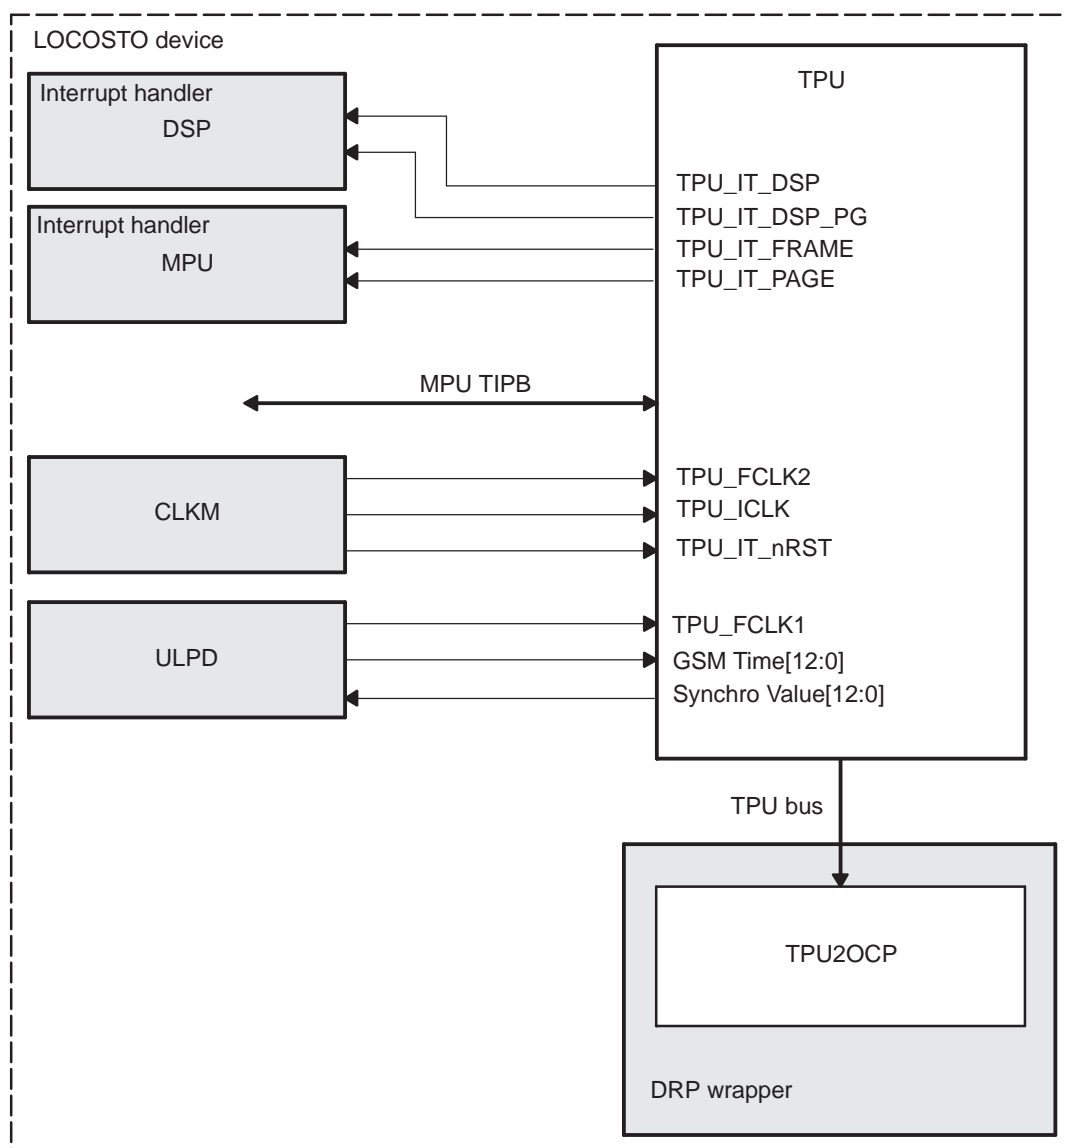 LOCOSTO device
Interrupt handler
DSP
Interrupt handler
MPU
TPU
TPU_IT_DSP
TPU_IT_DSP_PG
TPU_IT_FRAME
TPU_IT_PAGE
MPU TIPB
CLKM
TPU_FCLK2
TPU_ICLK
TPU_IT_nRST
ULPD
TPU_FCLK1
GSM Time[12:0]
Synchro Value[12:0]
TPU bus
TPU2OCP
DRP wrapper